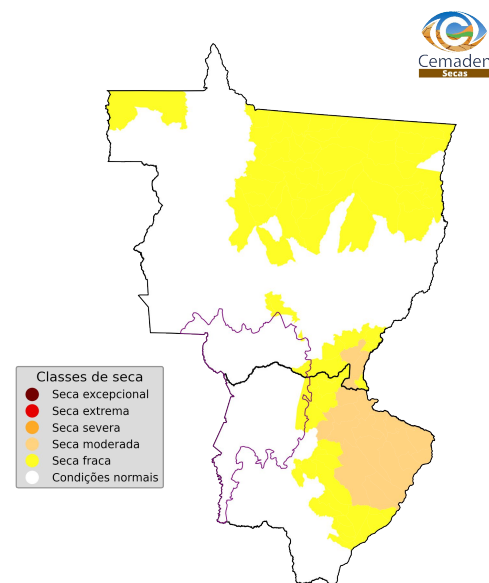 Cemaden
Secas
Classes de seca
Seca excepcional
Seca extrema
Seca severa
Seca moderada
Seca fraca
Condições normais